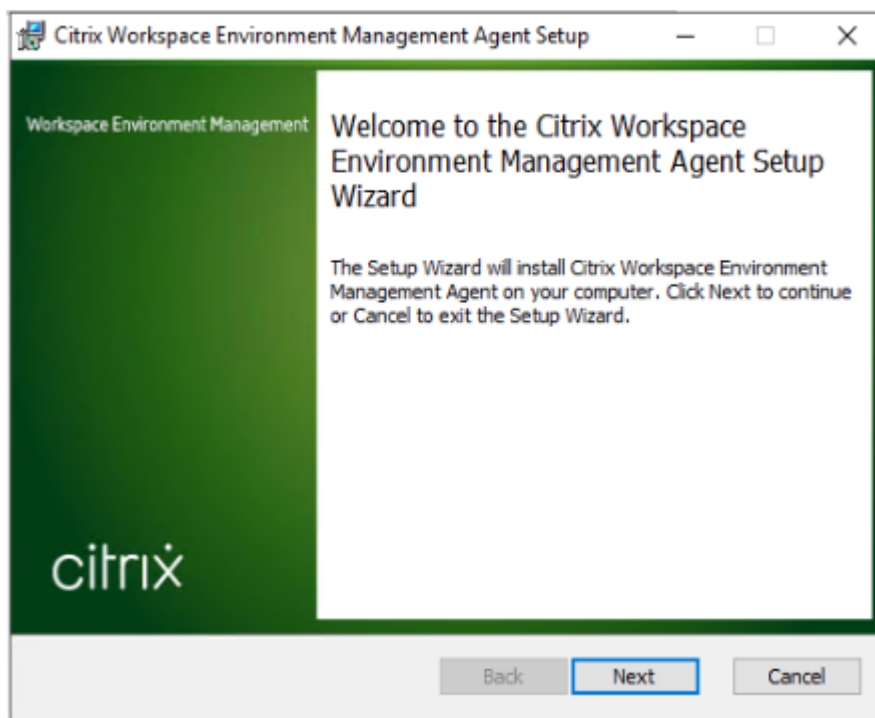 Citrix Workspace Environment Management Agent Setup
Workspace Environment Management
Welcome to the Citrix Workspace
Environment Management Agent Setup
Wizard
The Setup Wizard will install Citrix Workspace Environment
Management Agent on your computer. Click Next to continue
or Cancel to exit the Setup Wizard.
citrix
Back
Next
Cancel